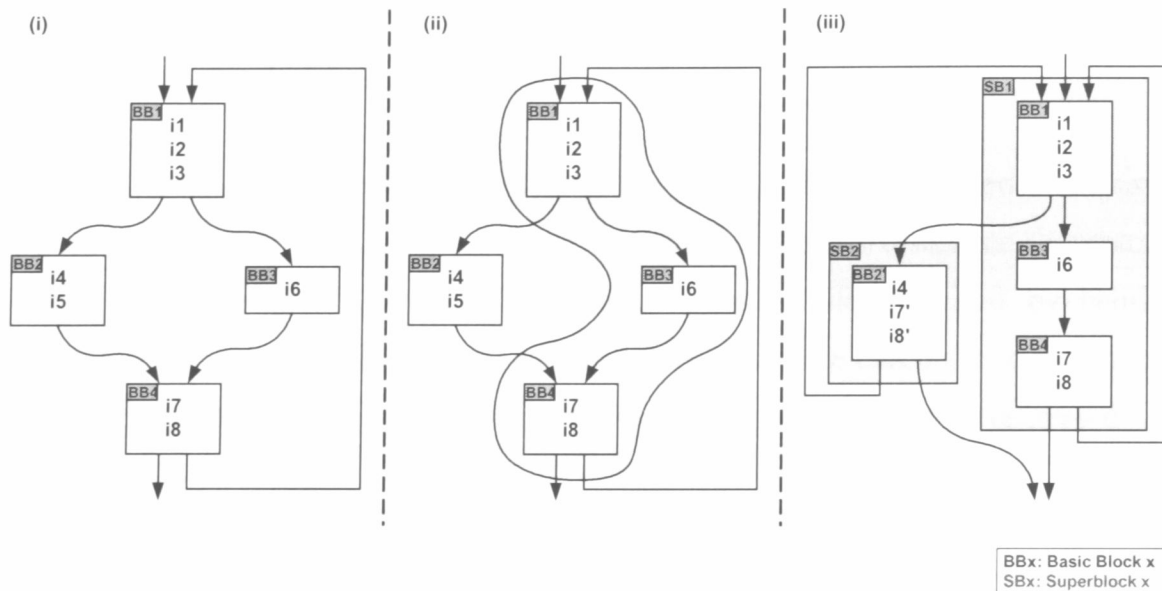 (i)
BB1
i1
i2
i3
BB2
i4
i5
BB3
i6
BB4
i7
i8
(ii)
BB1
i1
i2
i3
BB2
i4
i5
BB3
i6
BB4
i7
i8
(iii)
SB1
BB1
i1
i2
i3
SB2
BB2'
i4
i7'
i8'
BB3
i6
BB4
i7
i8
BBx: Basic Block x
SBx: Superblock x